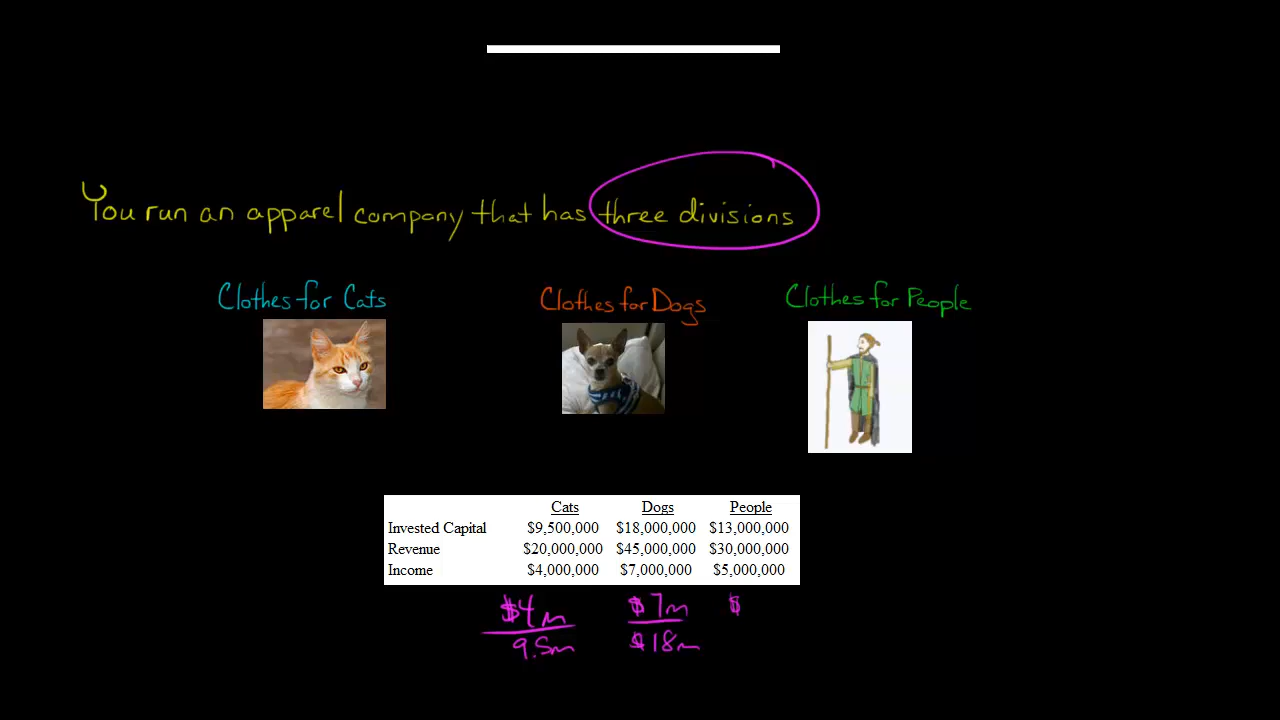 You run an apparel company that has three divisions
Clothes for Cats Clothes for Dogs Clothes for People
Cats Dogs People
Invested Capital $9,500,000 $18,000,000 $13,000,000
Revenue $20,000,000 $45,000,000 $30,000,000
Income $4,000,000 $7,000,000 $5,000,000
$4m $7m $
9.5m $18m